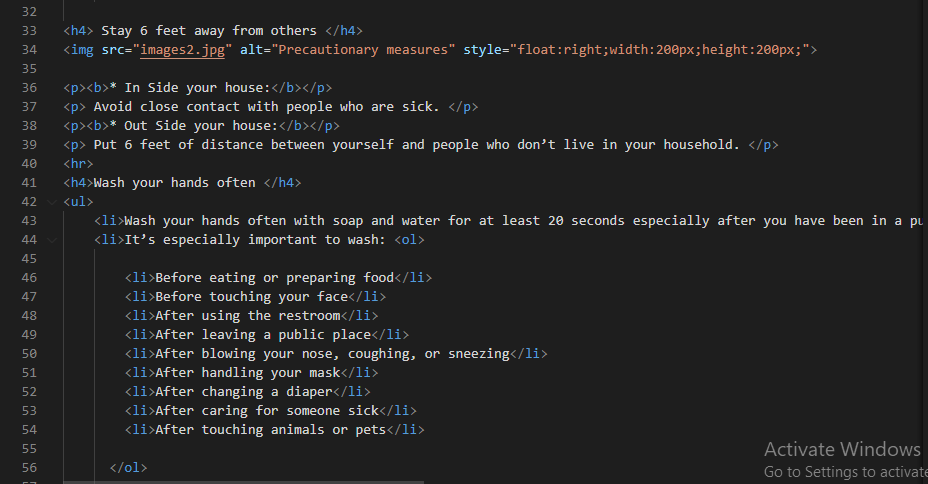 32
33 <h4> Stay 6 feet away from others </h4>
34 <img src="images2.jpg" alt="Precautionary measures" style="float:right;width:200px;height:200px;">
35
36 <p><b>* In Side your house:</b></p>
37 <p> Avoid close contact with people who are sick. </p>
38 <p><b>* Out Side your house:</b></p>
39 <p> Put 6 feet of distance between yourself and people who don’t live in your household. </p>
40 <hr>
41 <h4>Wash your hands often </h4>
42 <ul>
43 <li>Wash your hands often with soap and water for at least 20 seconds especially after you have been in a
44 <li>It’s especially important to wash: <ol>
45
46 <li>Before eating or preparing food</li>
47 <li>Before touching your face</li>
48 <li>After using the restroom</li>
49 <li>After leaving a public place</li>
50 <li>After blowing your nose, coughing, or sneezing</li>
51 <li>After handling your mask</li>
52 <li>After changing a diaper</li>
53 <li>After caring for someone sick</li>
54 <li>After touching animals or pets</li>
55
56 </ol>
Activate Windows
Go to Settings to activate